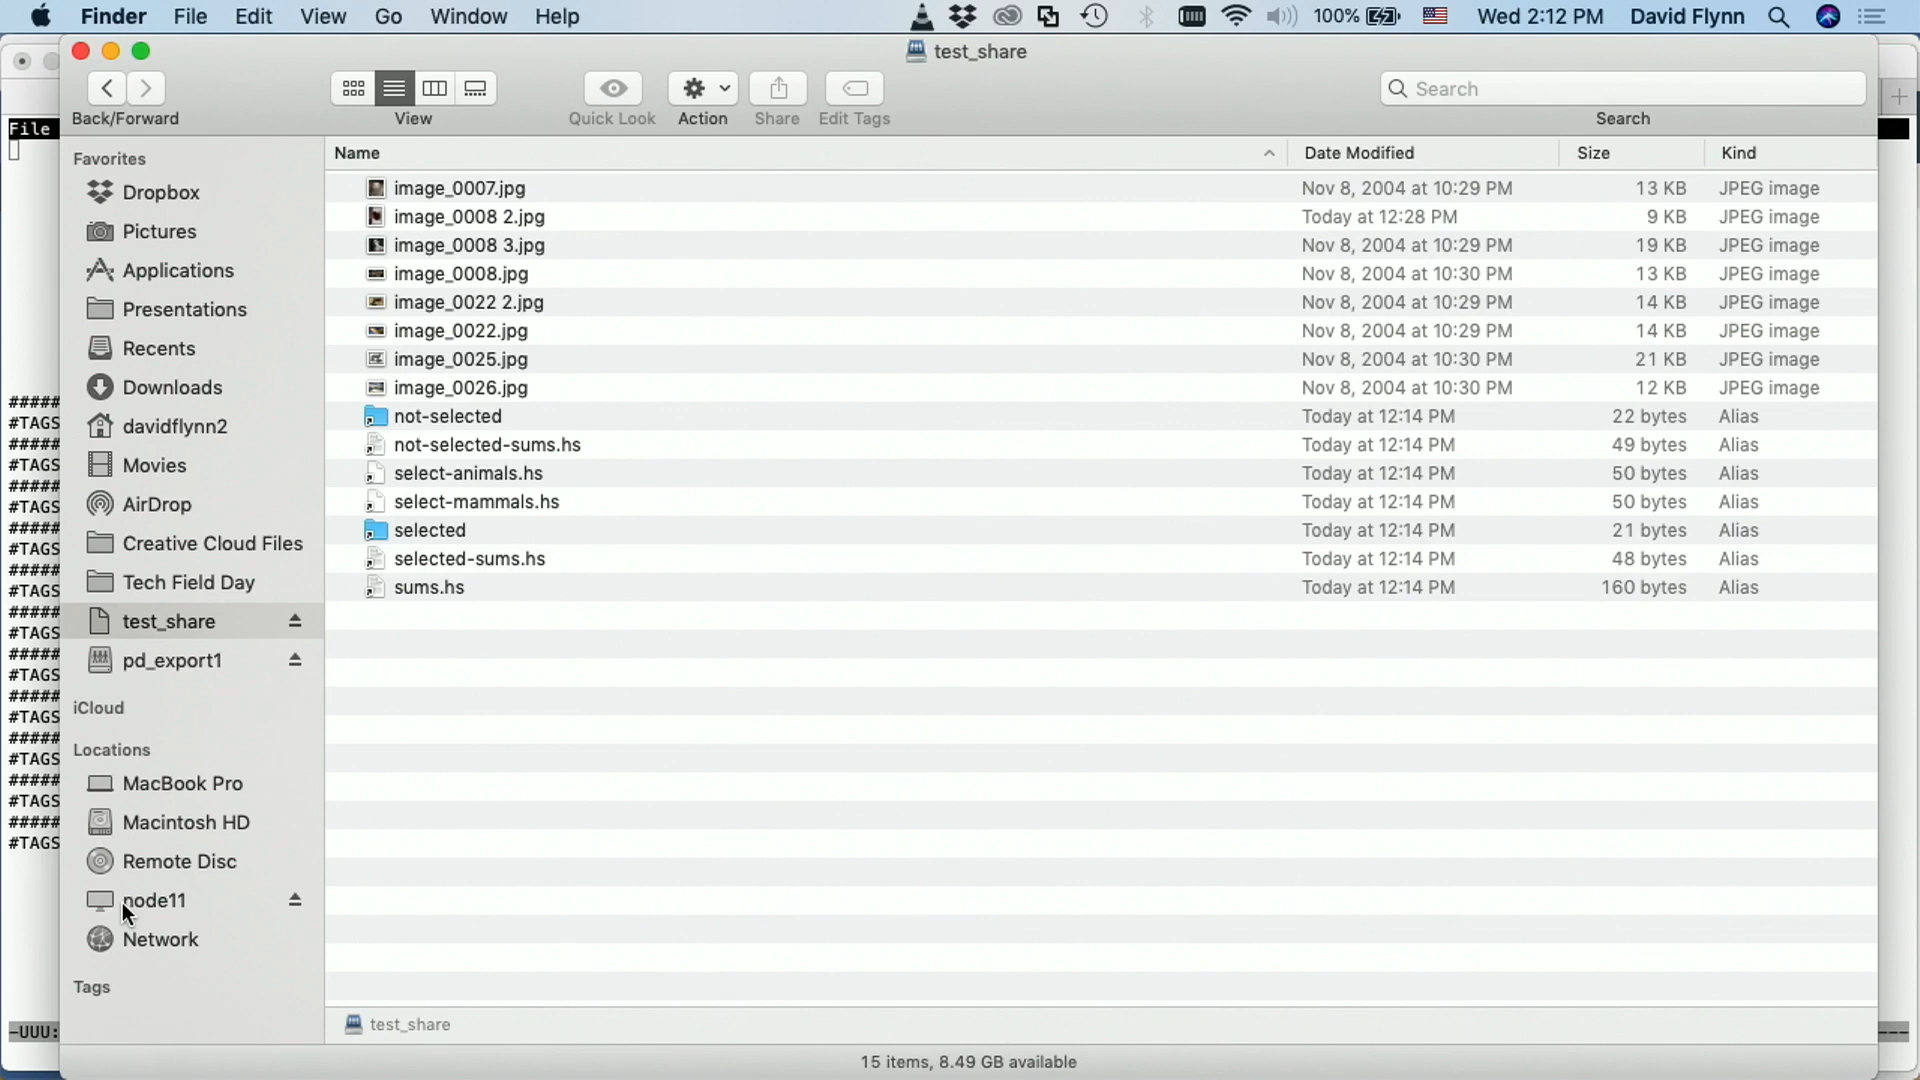 Finder File Edit View Go Window Help 100% Wed 2:12 PM David Flynn
test_share
Search
Back/Forward View Quick Look Action Share Edit Tags Search
File
Favorites
Dropbox
Pictures
Applications
Presentations
Recents
Downloads
davidflynn2
Movies
AirDrop
Creative Cloud Files
Tech Field Day
test_share
pd_export1
iCloud
Locations
MacBook Pro
Macintosh HD
Remote Disc
node11
Network
Tags
Name Date Modified Size Kind
image_0007.jpg Nov 8, 2004 at 10:29 PM 13 KB JPEG image
image_0008 2.jpg Today at 12:28 PM 9 KB JPEG image
image_0008 3.jpg Nov 8, 2004 at 10:29 PM 19 KB JPEG image
image_0008.jpg Nov 8, 2004 at 10:30 PM 13 KB JPEG image
image_0022 2.jpg Nov 8, 2004 at 10:29 PM 14 KB JPEG image
image_0022.jpg Nov 8, 2004 at 10:29 PM 14 KB JPEG image
image_0025.jpg Nov 8, 2004 at 10:30 PM 21 KB JPEG image
image_0026.jpg Nov 8, 2004 at 10:30 PM 12 KB JPEG image
not-selected Today at 12:14 PM 22 bytes Alias
not-selected-sums.hs Today at 12:14 PM 49 bytes Alias
select-animals.hs Today at 12:14 PM 50 bytes Alias
select-mammals.hs Today at 12:14 PM 50 bytes Alias
selected Today at 12:14 PM 21 bytes Alias
selected-sums.hs Today at 12:14 PM 48 bytes Alias
sums.hs Today at 12:14 PM 160 bytes Alias
#####
#TAGS
#####
#TAGS
#####
#TAGS
#####
#TAGS
#####
#TAGS
#####
#TAGS
#####
#TAGS
#####
#TAGS
#####
#TAGS
#####
#TAGS
#####
#TAGS
-UUU: ---
test_share
15 items, 8.49 GB available